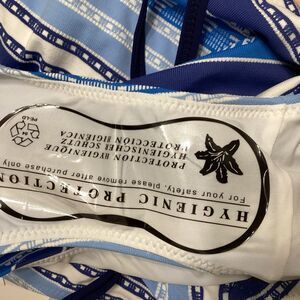 HYGIENIC PROTECTION
For your safety, please remove after purchase only
PROTECTION HYGIENIQUE
HYGIENISCHER SCHUTZ
PROTECCION HIGIENICA
PE-LD